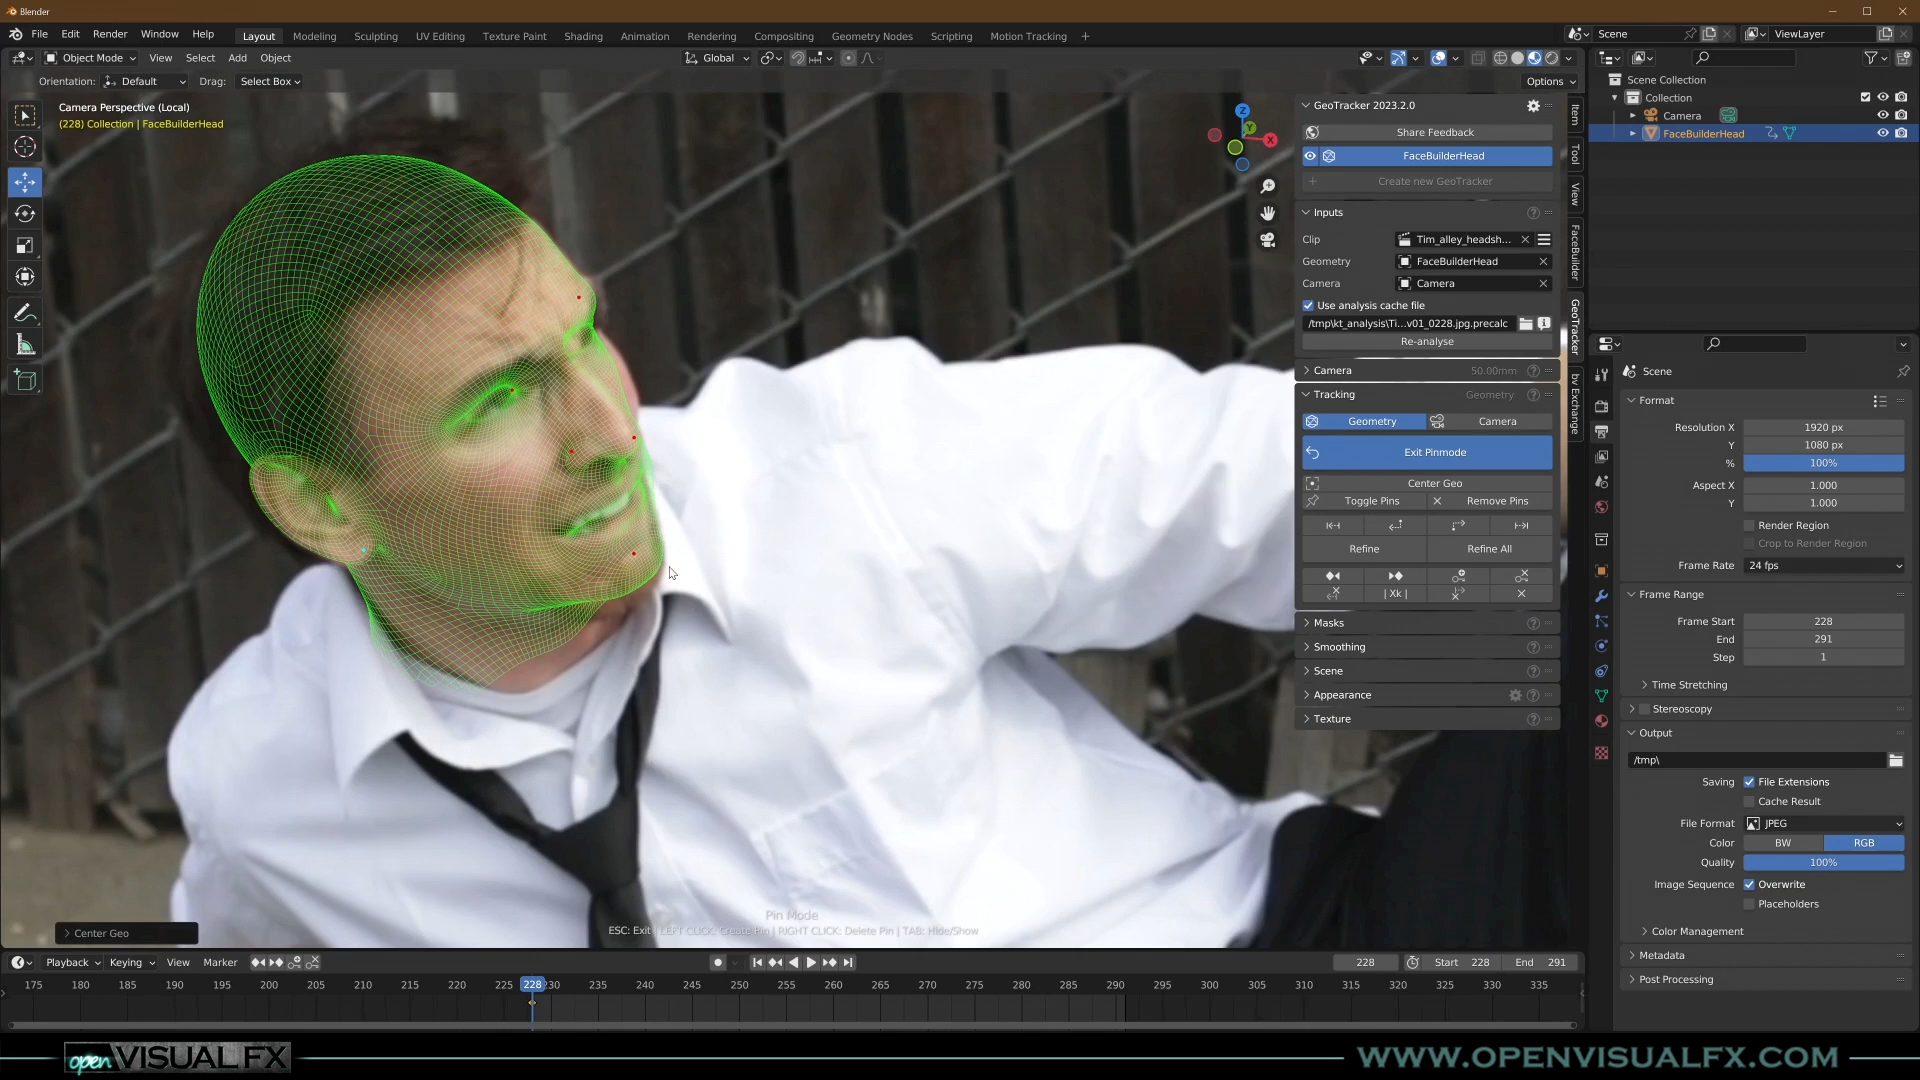 Blender
File Edit Render Window Help Layout Modeling Sculpting UV Editing Texture Paint Shading Animation Rendering Compositing Geometry Nodes Scripting Motion Tracking + Scene ViewLayer
Object Mode View Select Add Object Global
Orientation: Default Drag: Select Box Options
Camera Perspective (Local)
(228) Collection | FaceBuilderHead
Z
Y
X
GeoTracker 2023.2.0
Share Feedback
FaceBuilderHead
Create new GeoTracker
Inputs
Clip Tim_alley_headsh...
Geometry FaceBuilderHead
Camera Camera
Use analysis cache file
/tmp\kt_analysis\Ti...v01_0228.jpg.precalc
Re-analyse
Camera 50.00mm
Tracking Geometry
Geometry Camera
Exit Pinmode
Center Geo
Toggle Pins Remove Pins
Refine Refine All
| Xk |
Masks
Smoothing
Scene
Appearance
Texture
Item
Tool
View
FaceBuilder
GeoTracker
bv Exchange
Scene Collection
Collection
Camera
FaceBuilderHead
Scene
Format
Resolution X 1920 px
Y 1080 px
% 100%
Aspect X 1.000
Y 1.000
Render Region
Crop to Render Region
Frame Rate 24 fps
Frame Range
Frame Start 228
End 291
Step 1
Time Stretching
Stereoscopy
Output
/tmp\
Saving File Extensions
Cache Result
File Format JPEG
Color BW RGB
Quality 100%
Image Sequence Overwrite
Placeholders
Color Management
Metadata
Post Processing
Pin Mode
ESC: Exit | LEFT CLICK: Create Pin | RIGHT CLICK: Delete Pin | TAB: Hide/Show
Center Geo
Playback Keying View Marker 228 Start 228 End 291
175 180 185 190 195 200 205 210 215 220 225 228 230 235 240 245 250 255 260 265 270 275 280 285 290 295 300 305 310 315 320 325 330 335
open VISUALFX
WWW.OPENVISUALFX.COM